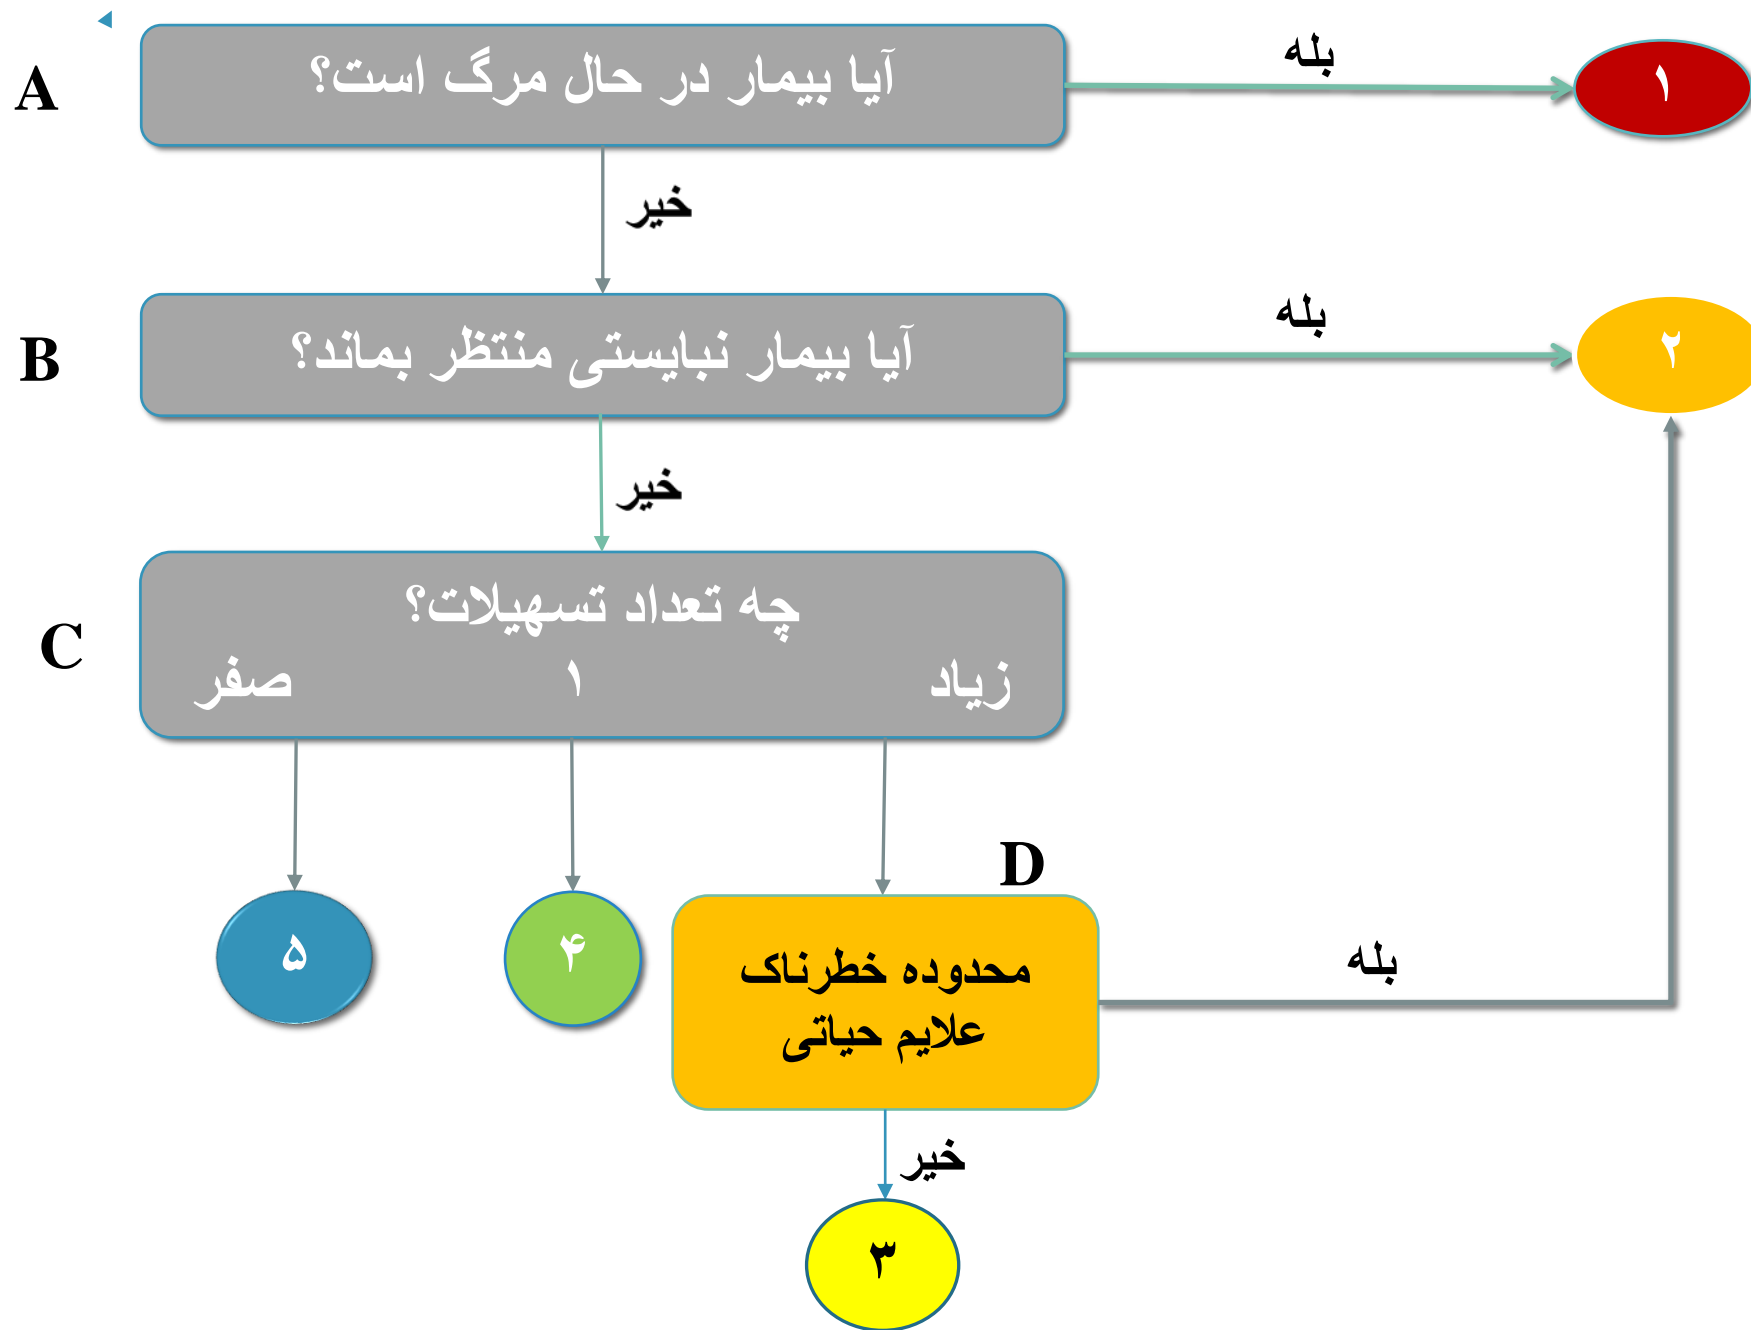 A
آیا بیمار در حال مرگ است؟
بله
۱
خیر
B
آیا بیمار نبایستی منتظر بماند؟
بله
۲
خیر
C
چه تعداد تسهیلات؟
زیاد
۱
صفر
D
۵
۴
محدوده خطرناک
علایم حیاتی
بله
خیر
۳